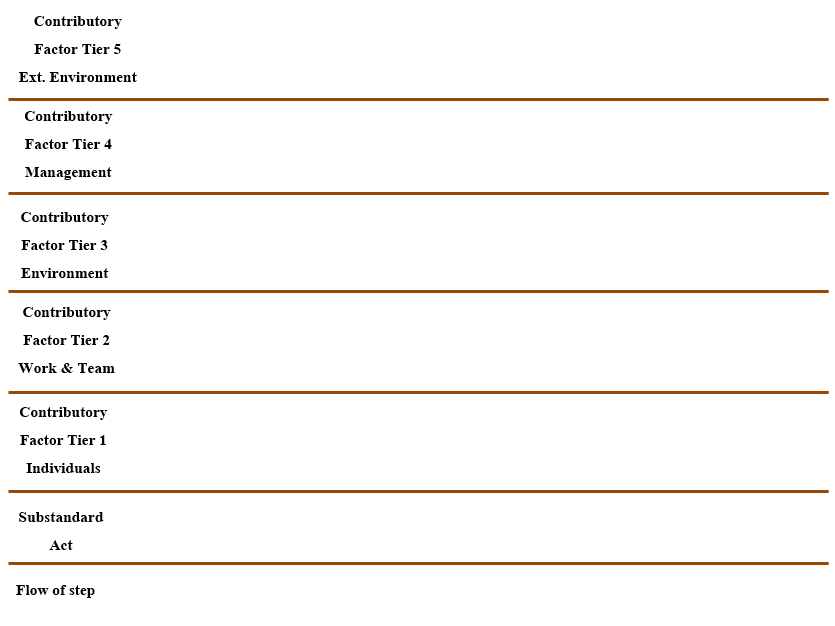 Contributory
Factor Tier 5
Ext. Environment
Contributory
Factor Tier 4
Management
Contributory
Factor Tier 3
Environment
Contributory
Factor Tier 2
Work & Team
Contributory
Factor Tier 1
Individuals
Substandard
Act
Flow of step